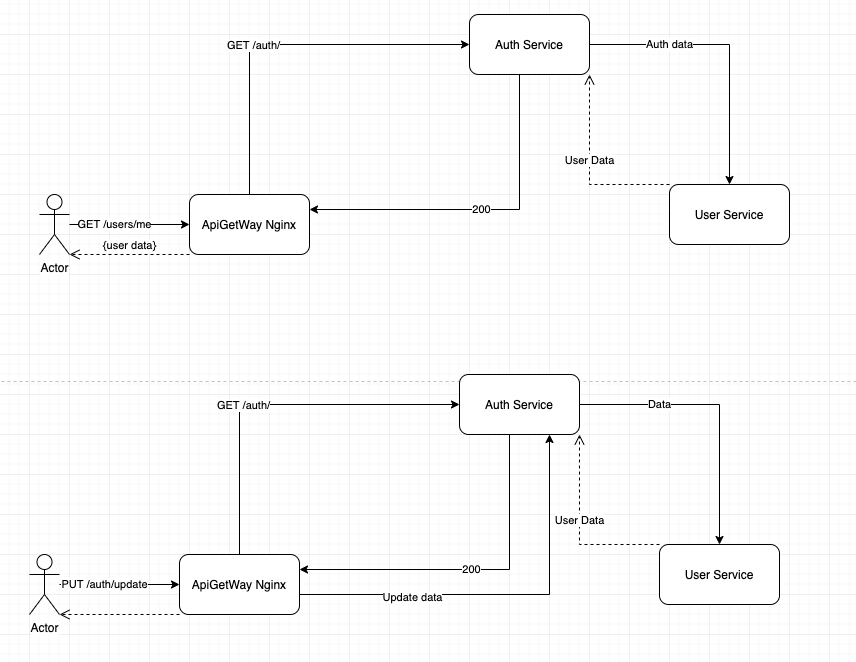 GET /auth/
Auth Service
Auth data
User Data
User Service
200
ApiGetWay Nginx
GET /users/me
{user data}
Actor
GET /auth/
Auth Service
Data
User Data
User Service
200
ApiGetWay Nginx
PUT /auth/update
Update data
Actor